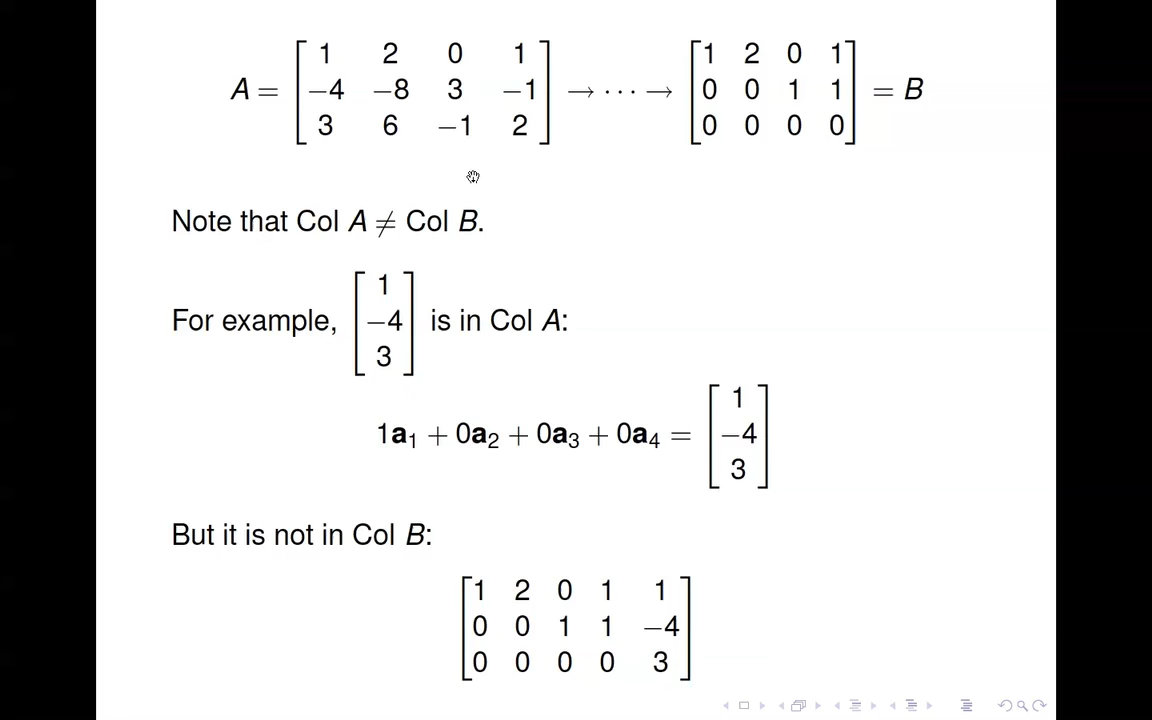 A = [ 1 2 0 1 ; −4 −8 3 −1 ; 3 6 −1 2 ] → ⋯ → [ 1 2 0 1 ; 0 0 1 1 ; 0 0 0 0 ] = B
Note that Col A ≠ Col B.
For example, [ 1 ; −4 ; 3 ] is in Col A:
1a₁ + 0a₂ + 0a₃ + 0a₄ = [ 1 ; −4 ; 3 ]
But it is not in Col B:
[ 1 2 0 1 1 ; 0 0 1 1 −4 ; 0 0 0 0 3 ]